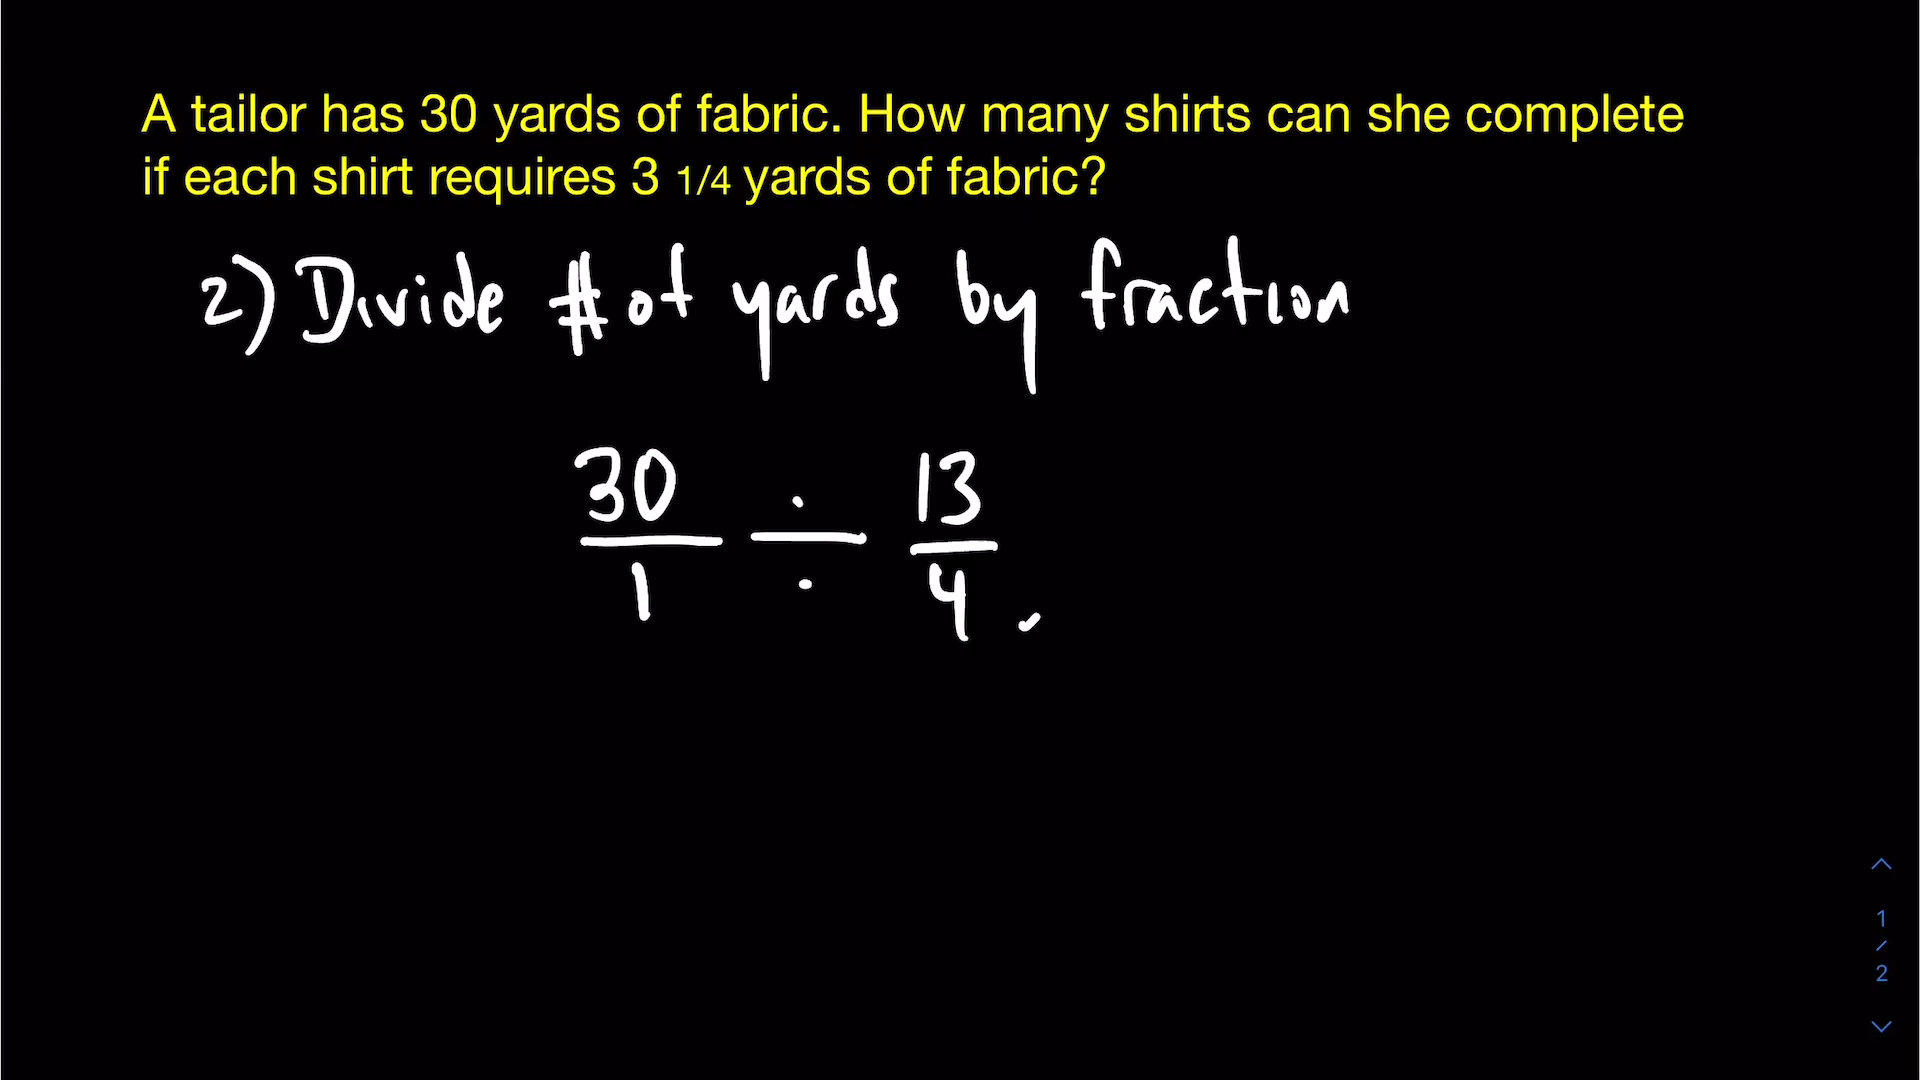 A tailor has 30 yards of fabric. How many shirts can she complete
if each shirt requires 3 1/4 yards of fabric?
2) Divide # of yards by fraction
30 ÷ 13
1 4
1
/
2